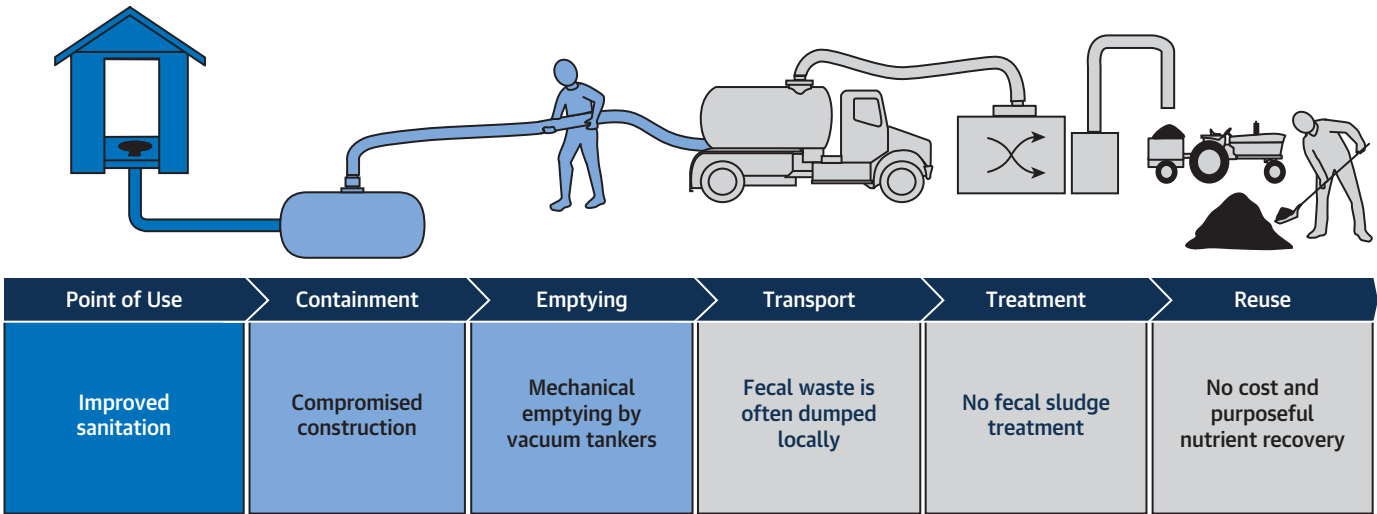 Point of Use
Containment
Emptying
Transport
Treatment
Reuse
Improved
sanitation
Compromised
construction
Mechanical
emptying by
vacuum tankers
Fecal waste is
often dumped
locally
No fecal sludge
treatment
No cost and
purposeful
nutrient recovery